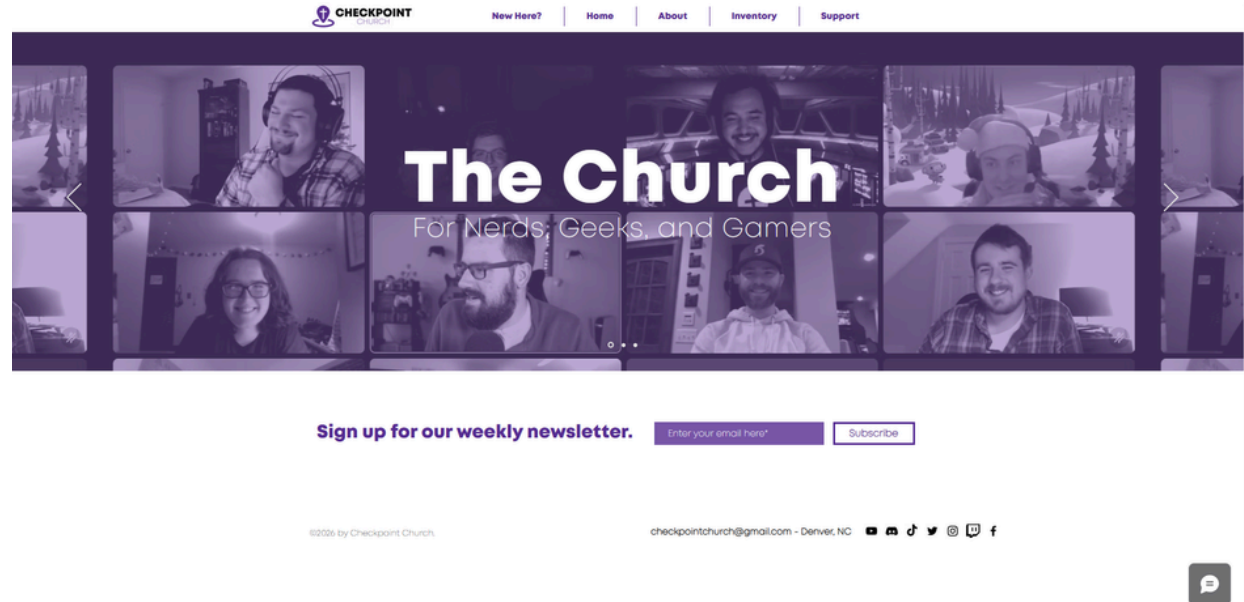 CHECKPOINT
CHURCH
New Here?
Home
About
Inventory
Support
The Church
For Nerds, Geeks, and Gamers
Sign up for our weekly newsletter.
Enter your email here*
Subscribe
©2026 by Checkpoint Church.
checkpointchurch@gmail.com - Denver, NC